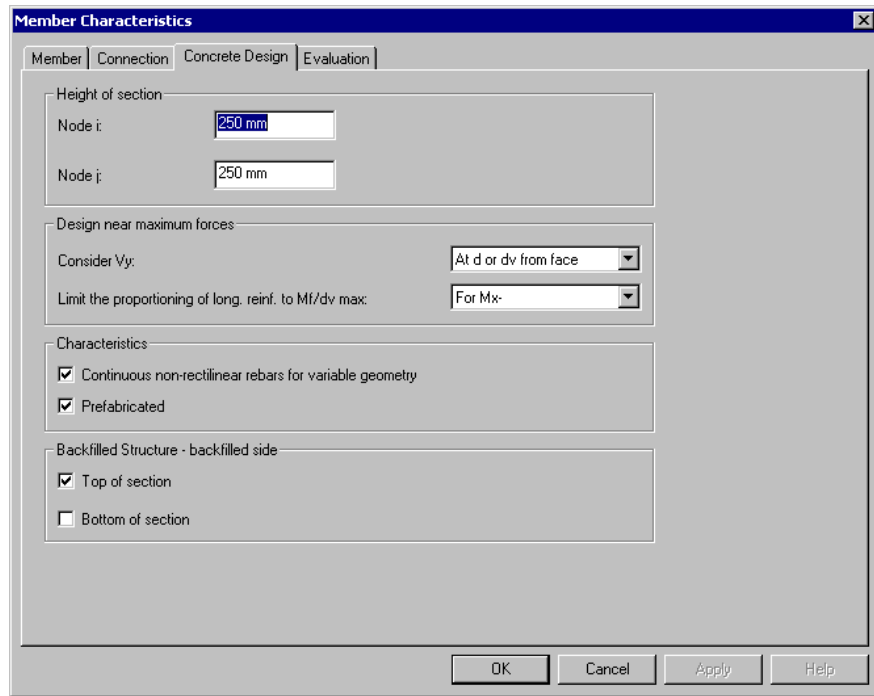 Member Characteristics
Member Connection Concrete Design Evaluation
Height of section
Node i: 250 mm
Node j: 250 mm
Design near maximum forces
Consider Vy: At d or dv from face
Limit the proportioning of long. reinf. to Mf/dv max: For Mx-
Characteristics
Continuous non-rectilinear rebars for variable geometry
Prefabricated
Backfilled Structure - backfilled side
Top of section
Bottom of section
OK Cancel Apply Help